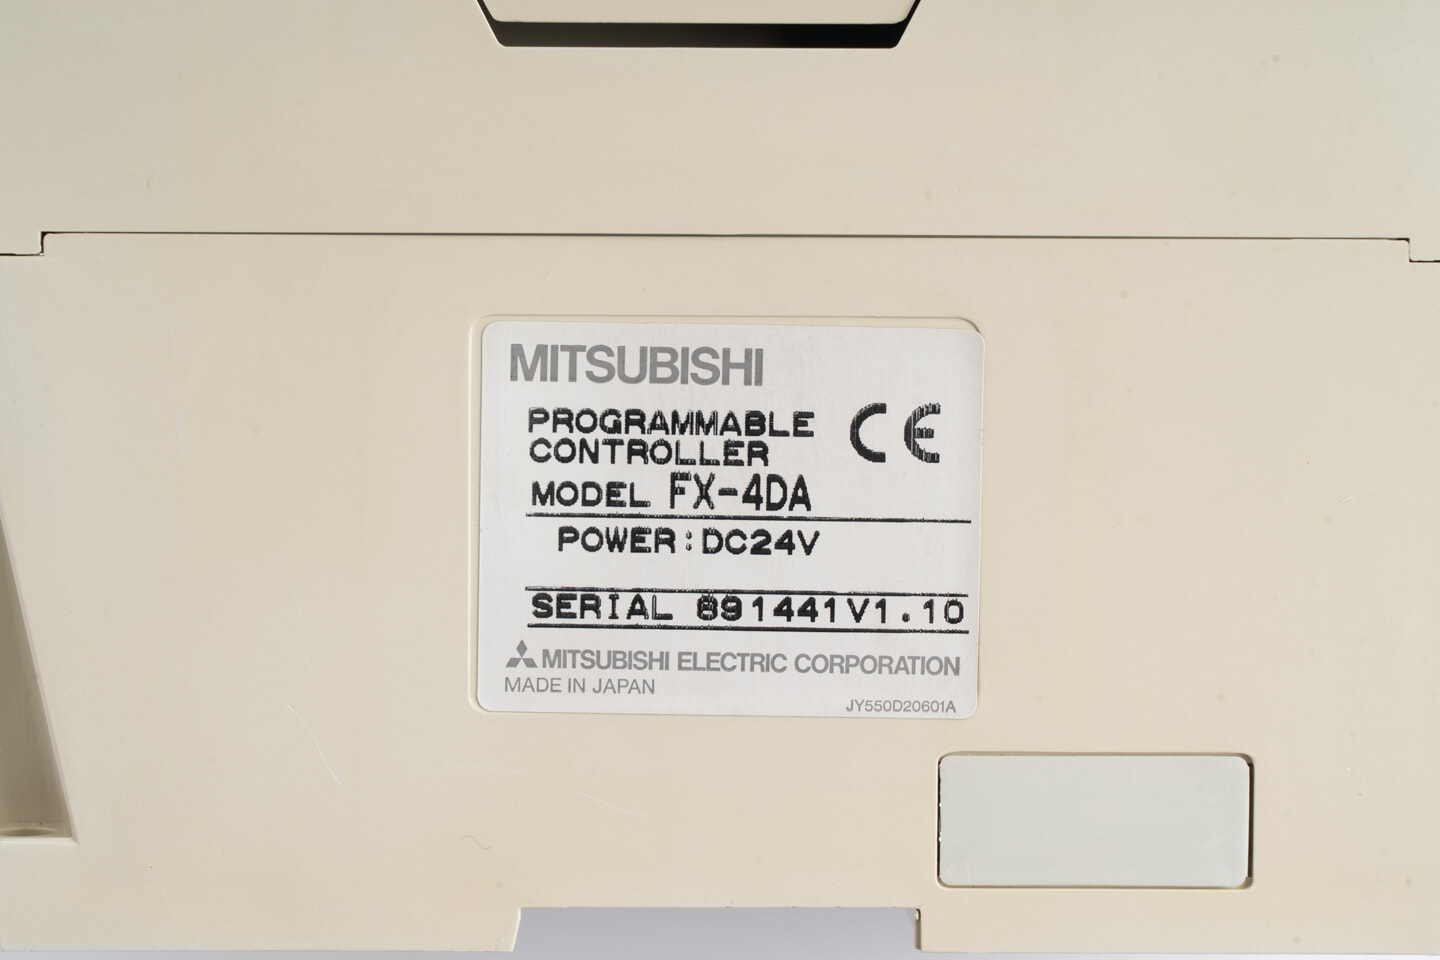 MITSUBISHI
PROGRAMMABLE
CONTROLLER
CE
MODEL FX-4DA
POWER:DC24V
SERIAL 891441V1.10
MITSUBISHI ELECTRIC CORPORATION
MADE IN JAPAN
JY550D20601A